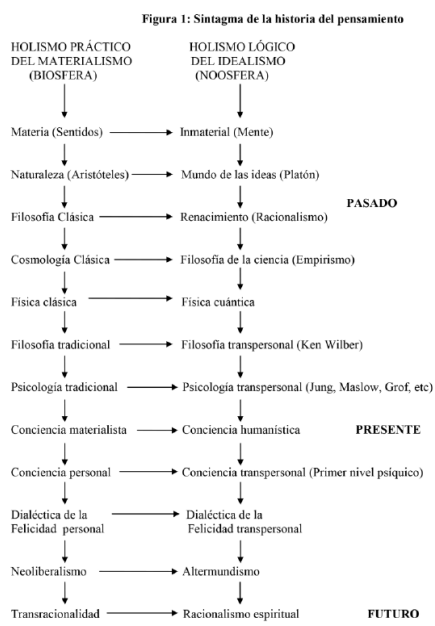 Figura 1: Sintagma de la historia del pensamiento
HOLISMO PRÁCTICO HOLISMO LÓGICO
DEL MATERIALISMO DEL IDEALISMO
(BIOSFERA) (NOOSFERA)
Materia (Sentidos) Inmaterial (Mente)
Naturaleza (Aristóteles) Mundo de las ideas (Platón)
PASADO
Filosofía Clásica Renacimiento (Racionalismo)
Cosmología Clásica Filosofía de la ciencia (Empirismo)
Física clásica Física cuántica
Filosofía tradicional Filosofía transpersonal (Ken Wilber)
Psicología tradicional Psicología transpersonal (Jung, Maslow, Grof, etc)
Conciencia materialista Conciencia humanística PRESENTE
Conciencia personal Conciencia transpersonal (Primer nivel psíquico)
Dialéctica de la Dialéctica de la
Felicidad personal Felicidad transpersonal
Neoliberalismo Altermundismo
Transracionalidad Racionalismo espiritual FUTURO